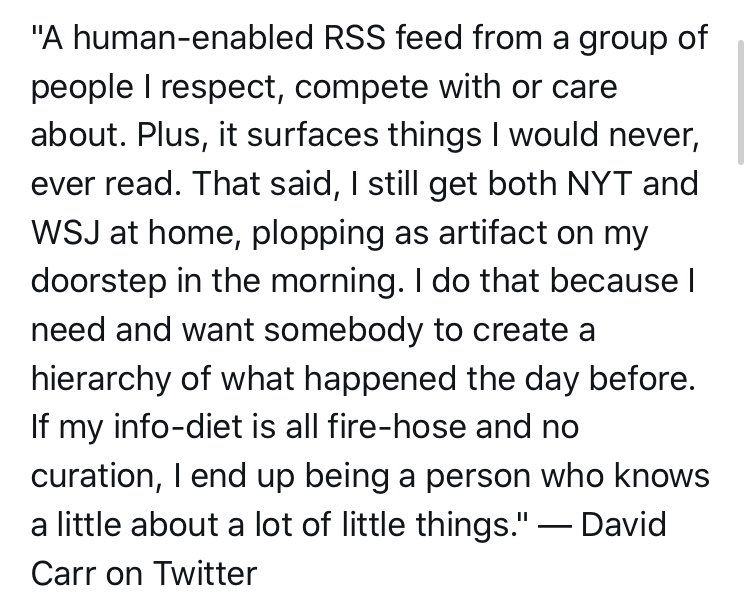 "A human-enabled RSS feed from a group of
people I respect, compete with or care
about. Plus, it surfaces things I would never,
ever read. That said, I still get both NYT and
WSJ at home, plopping as artifact on my
doorstep in the morning. I do that because I
need and want somebody to create a
hierarchy of what happened the day before.
If my info-diet is all fire-hose and no
curation, I end up being a person who knows
a little about a lot of little things." — David
Carr on Twitter